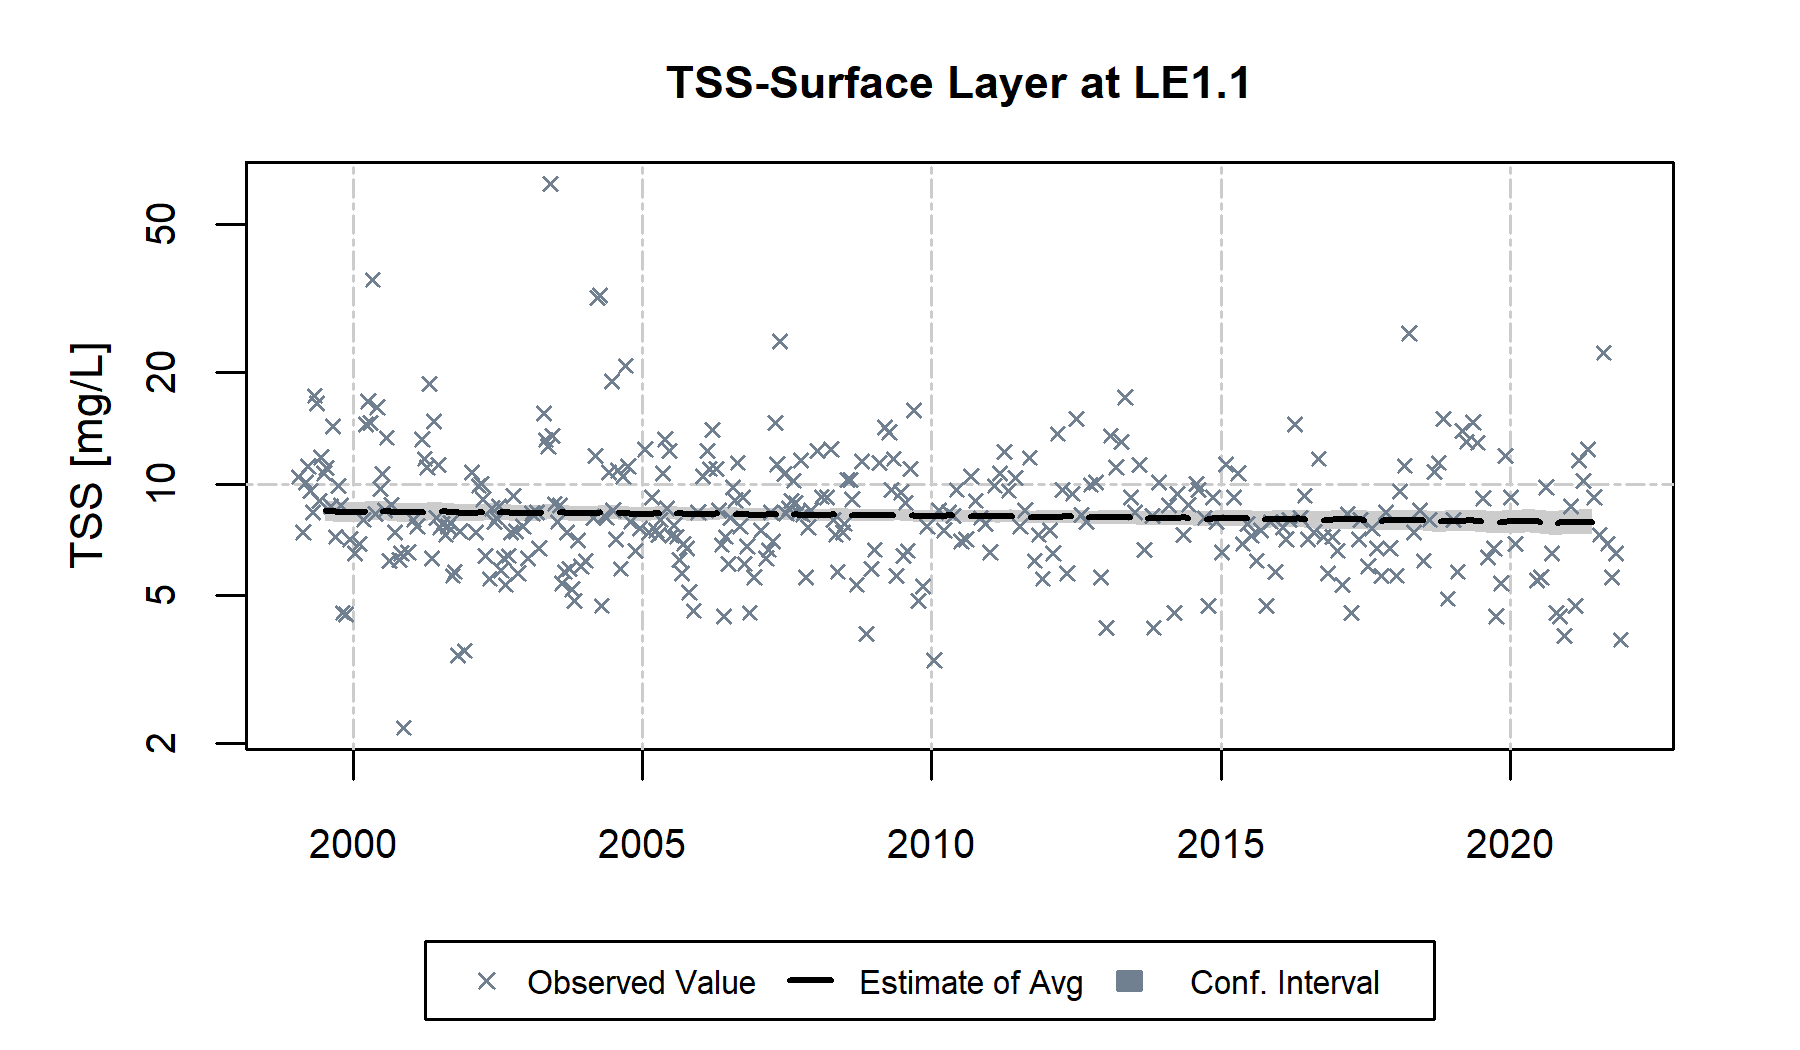 TSS-Surface Layer at LE1.1
TSS [mg/L]
50
20
10
5
2
2000 2005 2010 2015 2020
Observed Value Estimate of Avg Conf. Interval